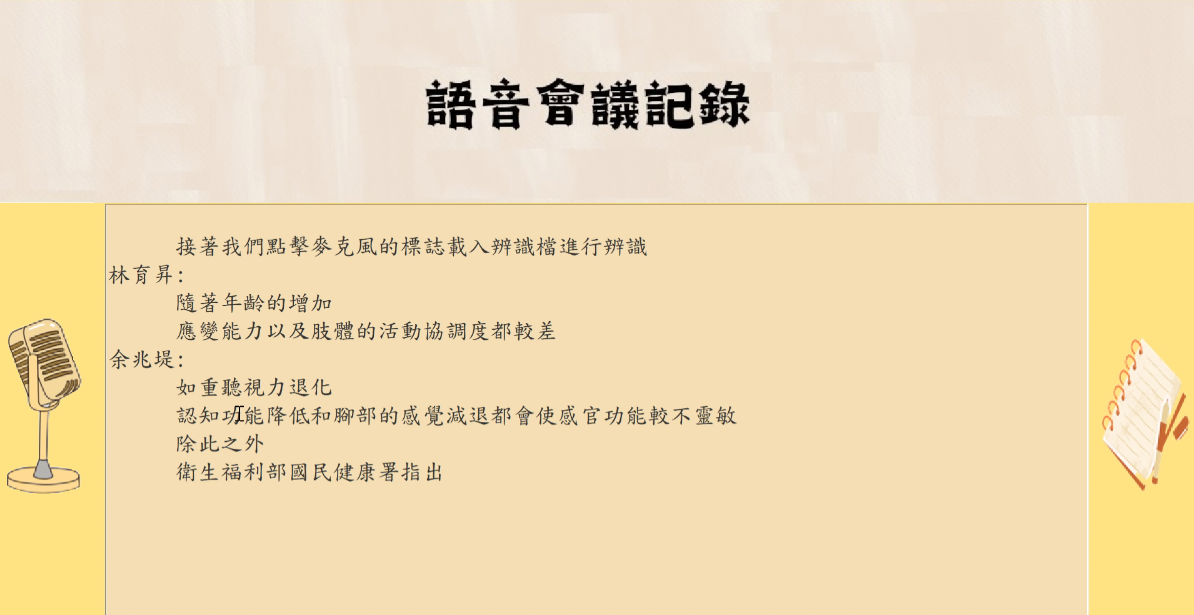 語音會議記錄
接著我們點擊麥克風的標誌載入辨識檔進行辨識
林育昇：
隨著年齡的增加
應變能力以及肢體的活動協調度都較差
余兆堤：
如重聽視力退化
認知功能降低和腳部的感覺減退都會使感官功能較不靈敏
除此之外
衛生福利部國民健康署指出